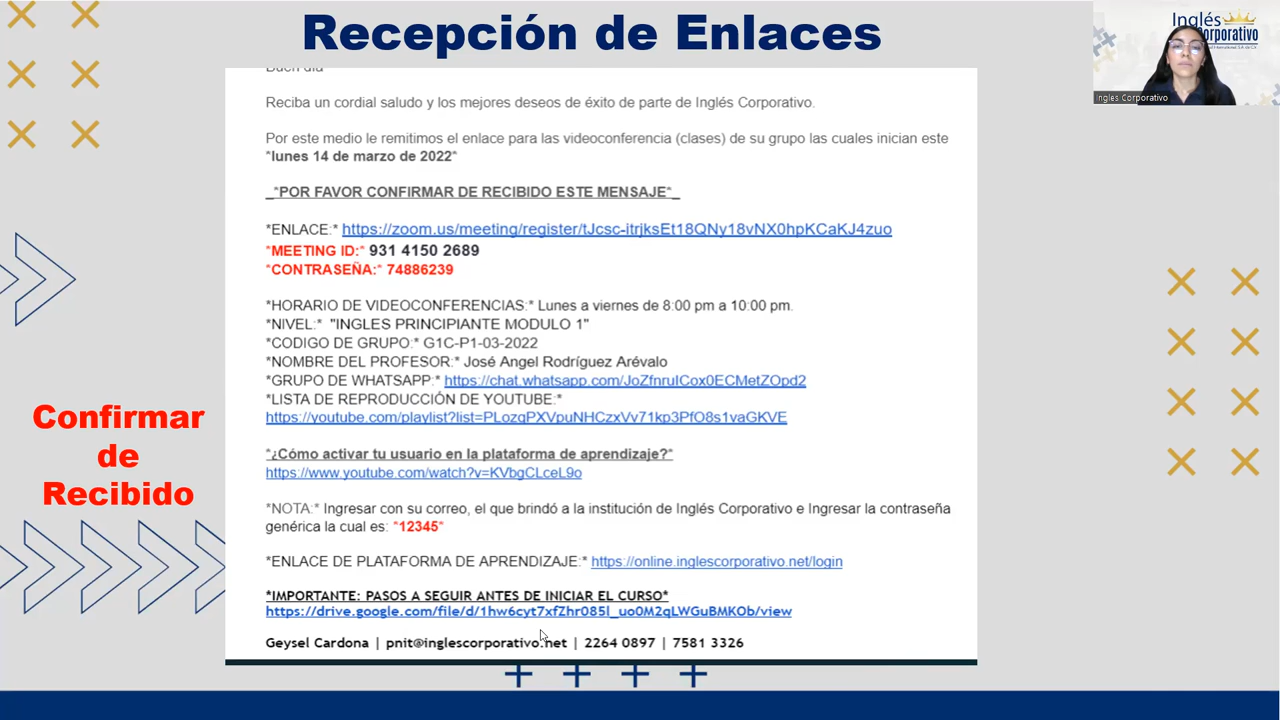 Recepción de Enlaces
Inglés
Corporativo
Ingles Corporativo
Buen día
Reciba un cordial saludo y los mejores deseos de éxito de parte de Inglés Corporativo.
Por este medio le remitimos el enlace para las videoconferencia (clases) de su grupo las cuales inician este
*lunes 14 de marzo de 2022*
_*POR FAVOR CONFIRMAR DE RECIBIDO ESTE MENSAJE*_
*ENLACE:* https://zoom.us/meeting/register/tJcsc-itrjksEt18QNy18vNX0hpKCaKJ4zuo
*MEETING ID:* 931 4150 2689
*CONTRASEÑA:* 74886239
*HORARIO DE VIDEOCONFERENCIAS:* Lunes a viernes de 8:00 pm a 10:00 pm.
*NIVEL:* "INGLES PRINCIPIANTE MODULO 1"
*CODIGO DE GRUPO:* G1C-P1-03-2022
*NOMBRE DEL PROFESOR:* José Angel Rodríguez Arévalo
*GRUPO DE WHATSAPP:* https://chat.whatsapp.com/JoZfnruICox0ECMetZOpd2
*LISTA DE REPRODUCCIÓN DE YOUTUBE:*
https://youtube.com/playlist?list=PLozqPXVpuNHCzxVv71kp3PfO8s1vaGKVE
*¿Cómo activar tu usuario en la plataforma de aprendizaje?*
https://www.youtube.com/watch?v=KVbgCLceL9o
*NOTA:* Ingresar con su correo, el que brindó a la institución de Inglés Corporativo e Ingresar la contraseña
genérica la cual es: *12345*
*ENLACE DE PLATAFORMA DE APRENDIZAJE:* https://online.inglescorporativo.net/login
*IMPORTANTE: PASOS A SEGUIR ANTES DE INICIAR EL CURSO*
https://drive.google.com/file/d/1hw6cyt7xfZhr085l_uo0M2qLWGuBMKOb/view
Geysel Cardona | pnit@inglescorporativo.net | 2264 0897 | 7581 3326
Confirmar
de
Recibido